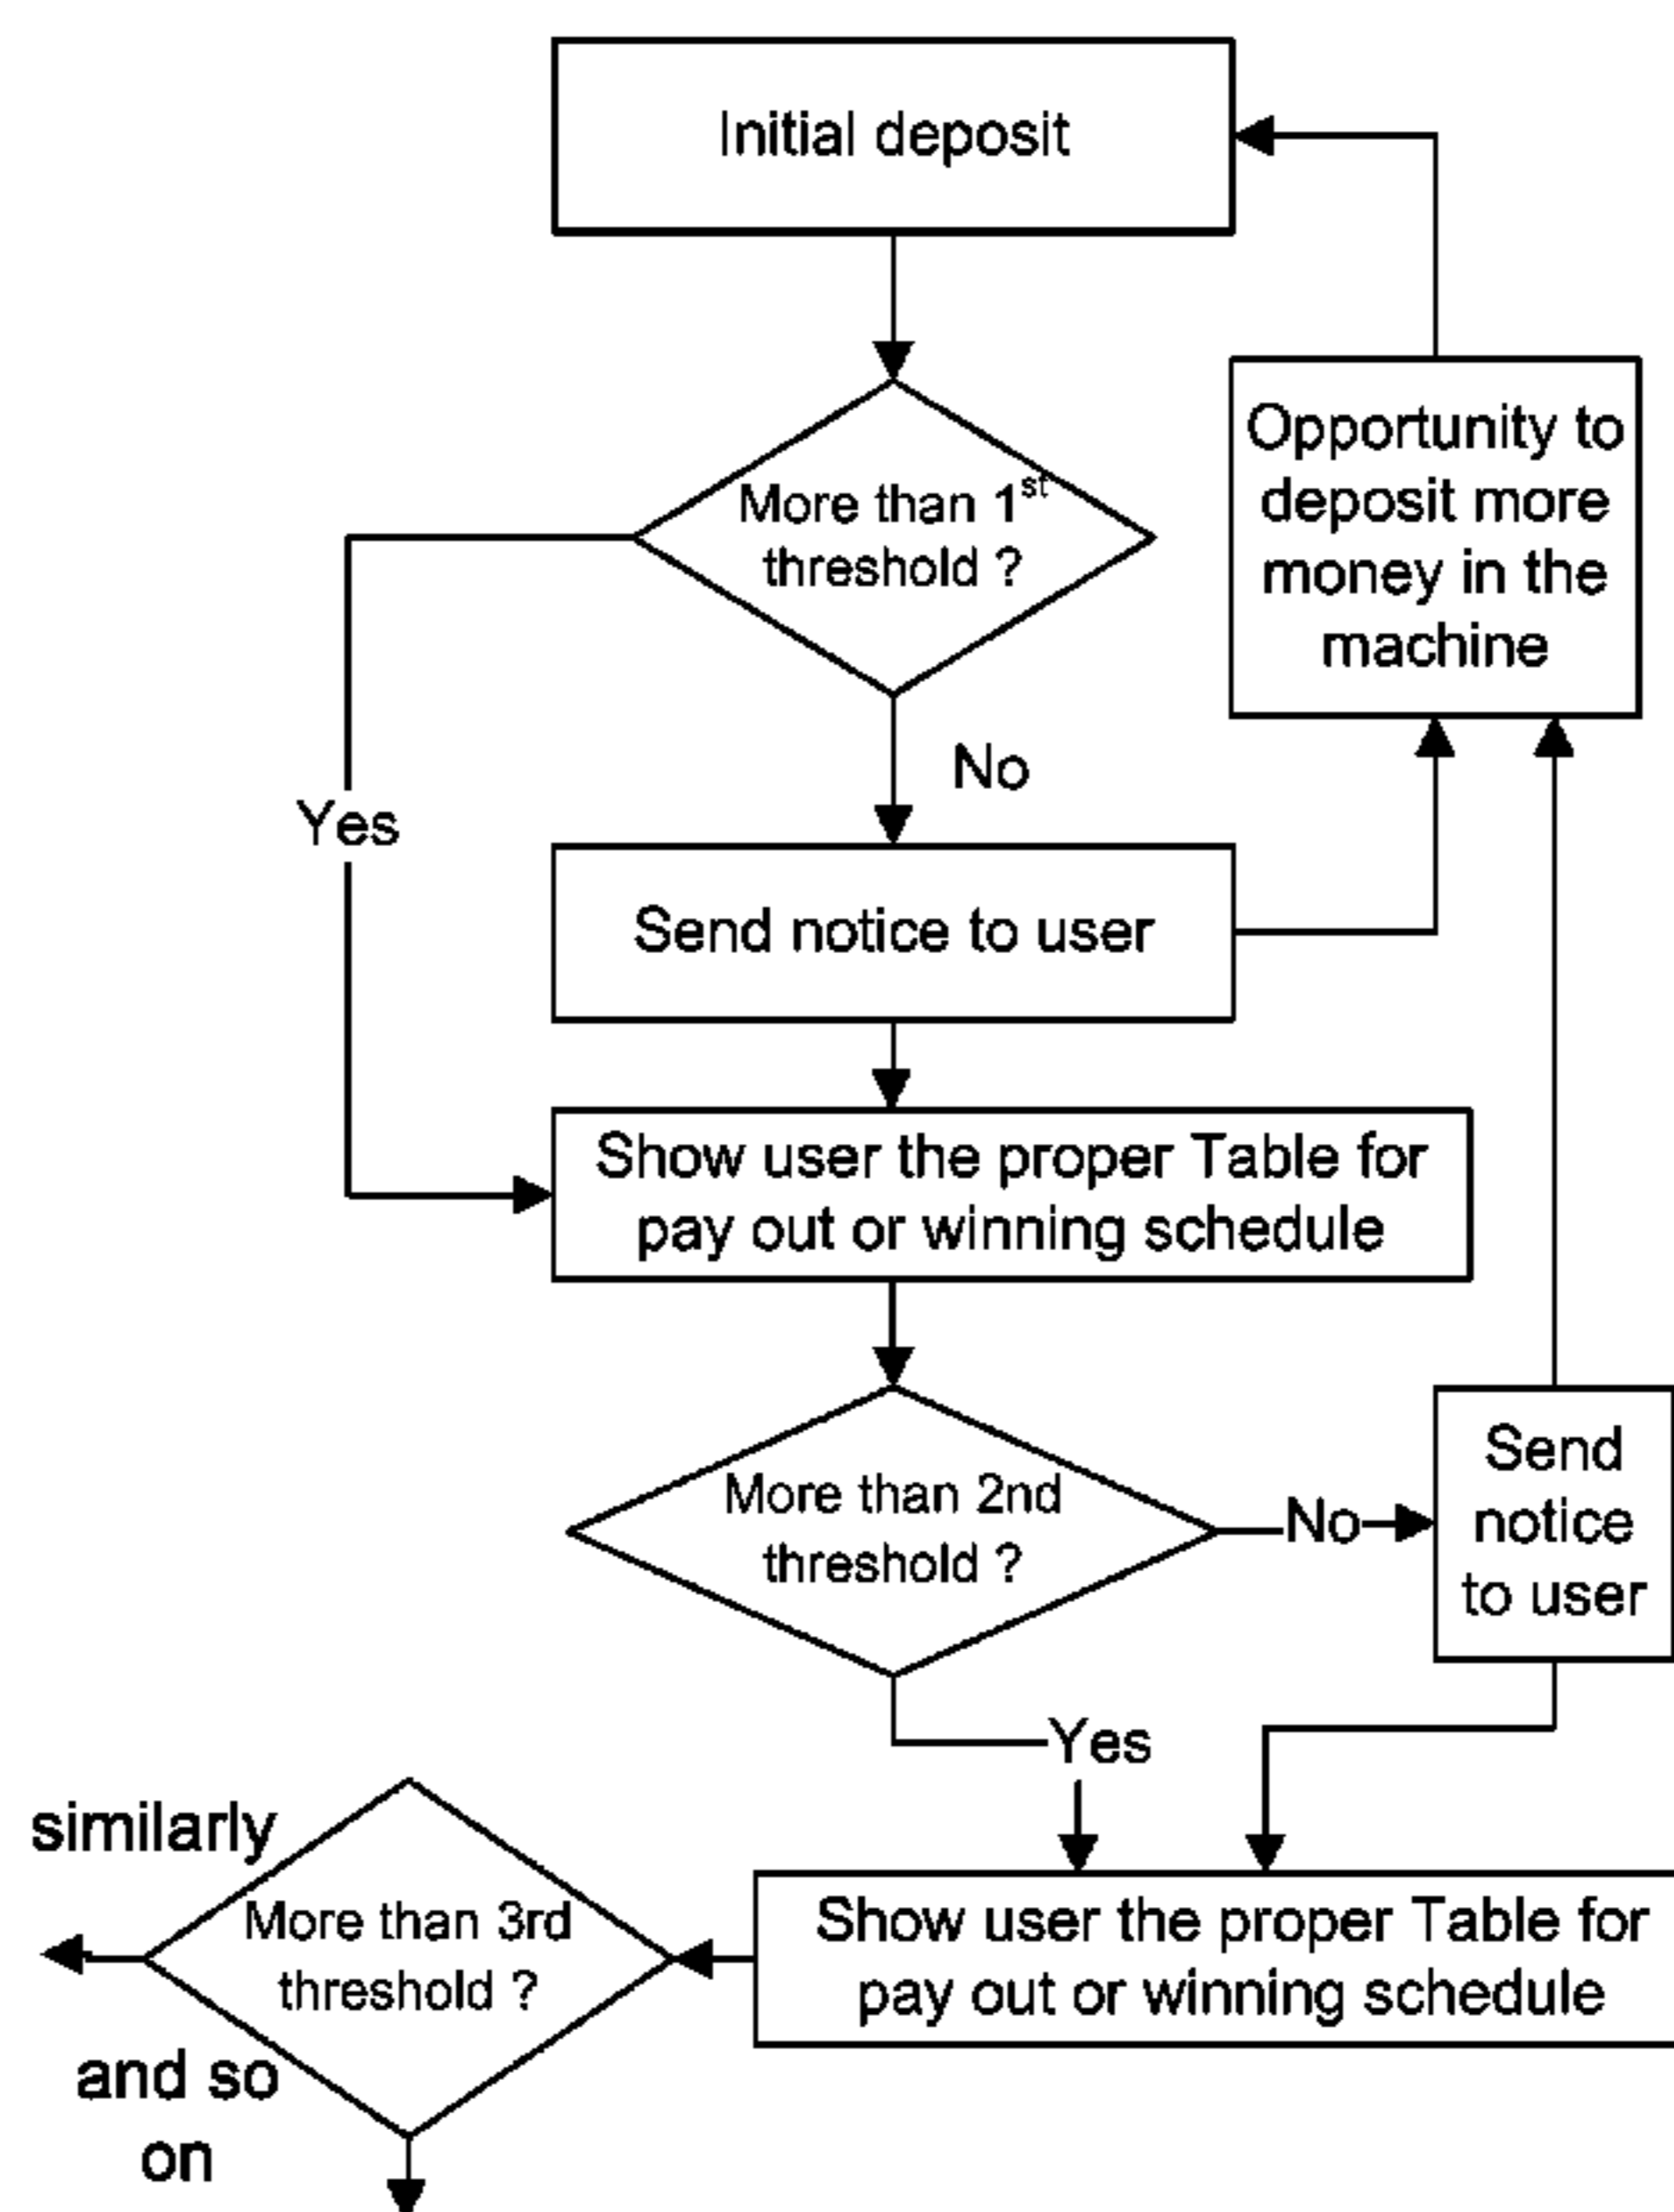 Initial deposit
Opportunity to
deposit more
money in the
machine
More than 1st
threshold ?
No
Yes
Send notice to user
Show user the proper Table for
pay out or winning schedule
More than 2nd
threshold ?
No
Send
notice
to user
Yes
similarly
More than 3rd
threshold ?
and so
on
Show user the proper Table for
pay out or winning schedule